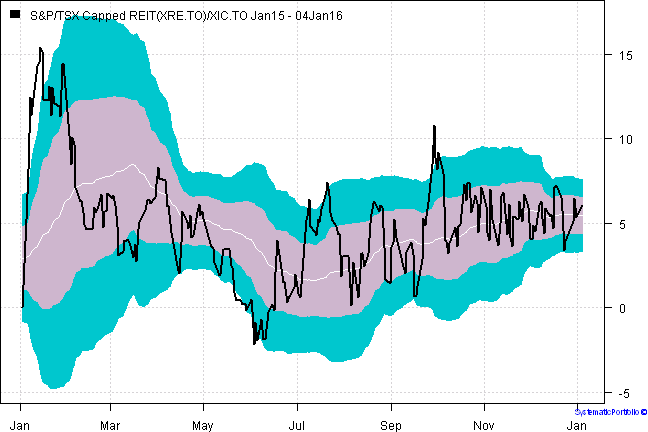 S&P/TSX Capped REIT(XRE.TO)/XIC.TO Jan15 - 04Jan16
15
10
5
0
-5
Jan Mar May Jul Sep Nov Jan
SystematicPortfolio ©